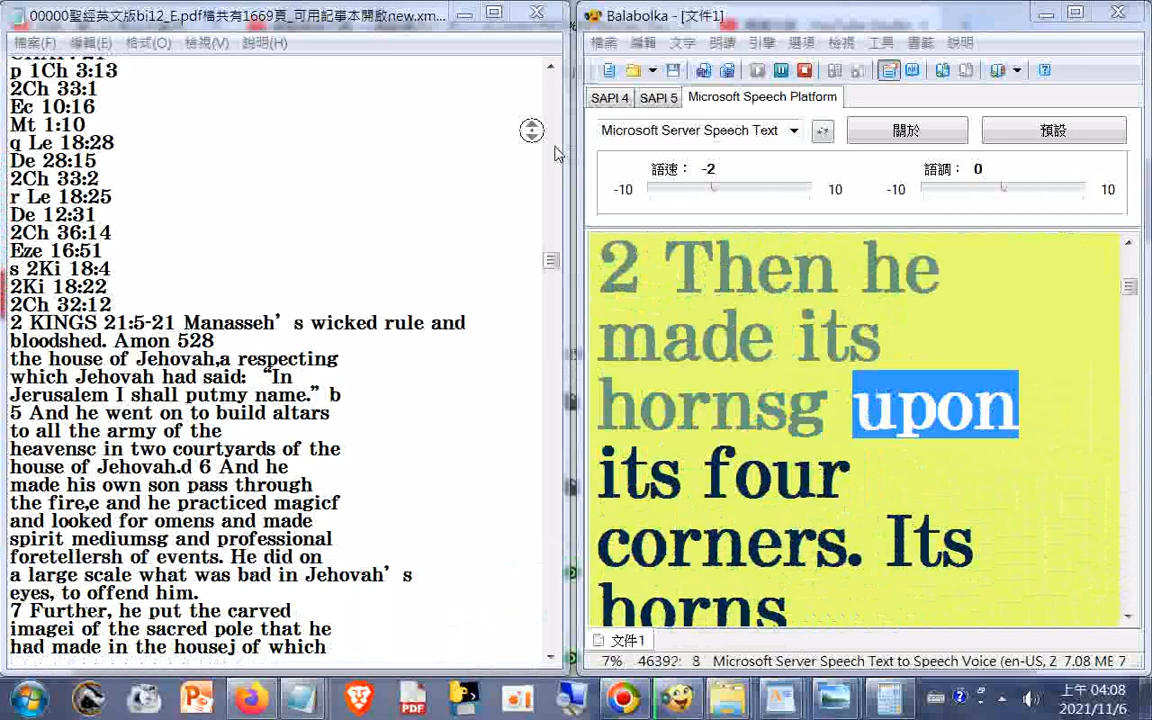 00000聖經英文版bi12_E.pdf檔共有1669頁_可用記事本開啟new.xm...
檔案(F) 編輯(E) 格式(O) 檢視(V) 說明(H)
p 1Ch 3:13
2Ch 33:1
Ec 10:16
Mt 1:10
q Le 18:28
De 28:15
2Ch 33:2
r Le 18:25
De 12:31
2Ch 36:14
Eze 16:51
s 2Ki 18:4
2Ki 18:22
2Ch 32:12
2 KINGS 21:5-21 Manasseh’s wicked rule and
bloodshed. Amon 528
the house of Jehovah,a respecting
which Jehovah had said: “In
Jerusalem I shall putmy name.” b
5 And he went on to build altars
to all the army of the
heavensc in two courtyards of the
house of Jehovah.d 6 And he
made his own son pass through
the fire,e and he practiced magicf
and looked for omens and made
spirit mediumsg and professional
foretellersh of events. He did on
a large scale what was bad in Jehovah’s
eyes, to offend him.
7 Further, he put the carved
imagei of the sacred pole that he
had made in the housej of which
Balabolka - [文件1]
檔案 編輯 文字 朗讀 引擎 選項 檢視 工具 書籤 說明
SAPI 4 SAPI 5 Microsoft Speech Platform
Microsoft Server Speech Text 關於 預設
語速： -2 語調： 0
-10 10 -10 10
2 Then he
made its
hornsg upon
its four
corners. Its
horns
文件1
7% 46392: 8 Microsoft Server Speech Text to Speech Voice (en-US, 2 7.08 ME 7
PDF
上午 04:08
2021/11/6